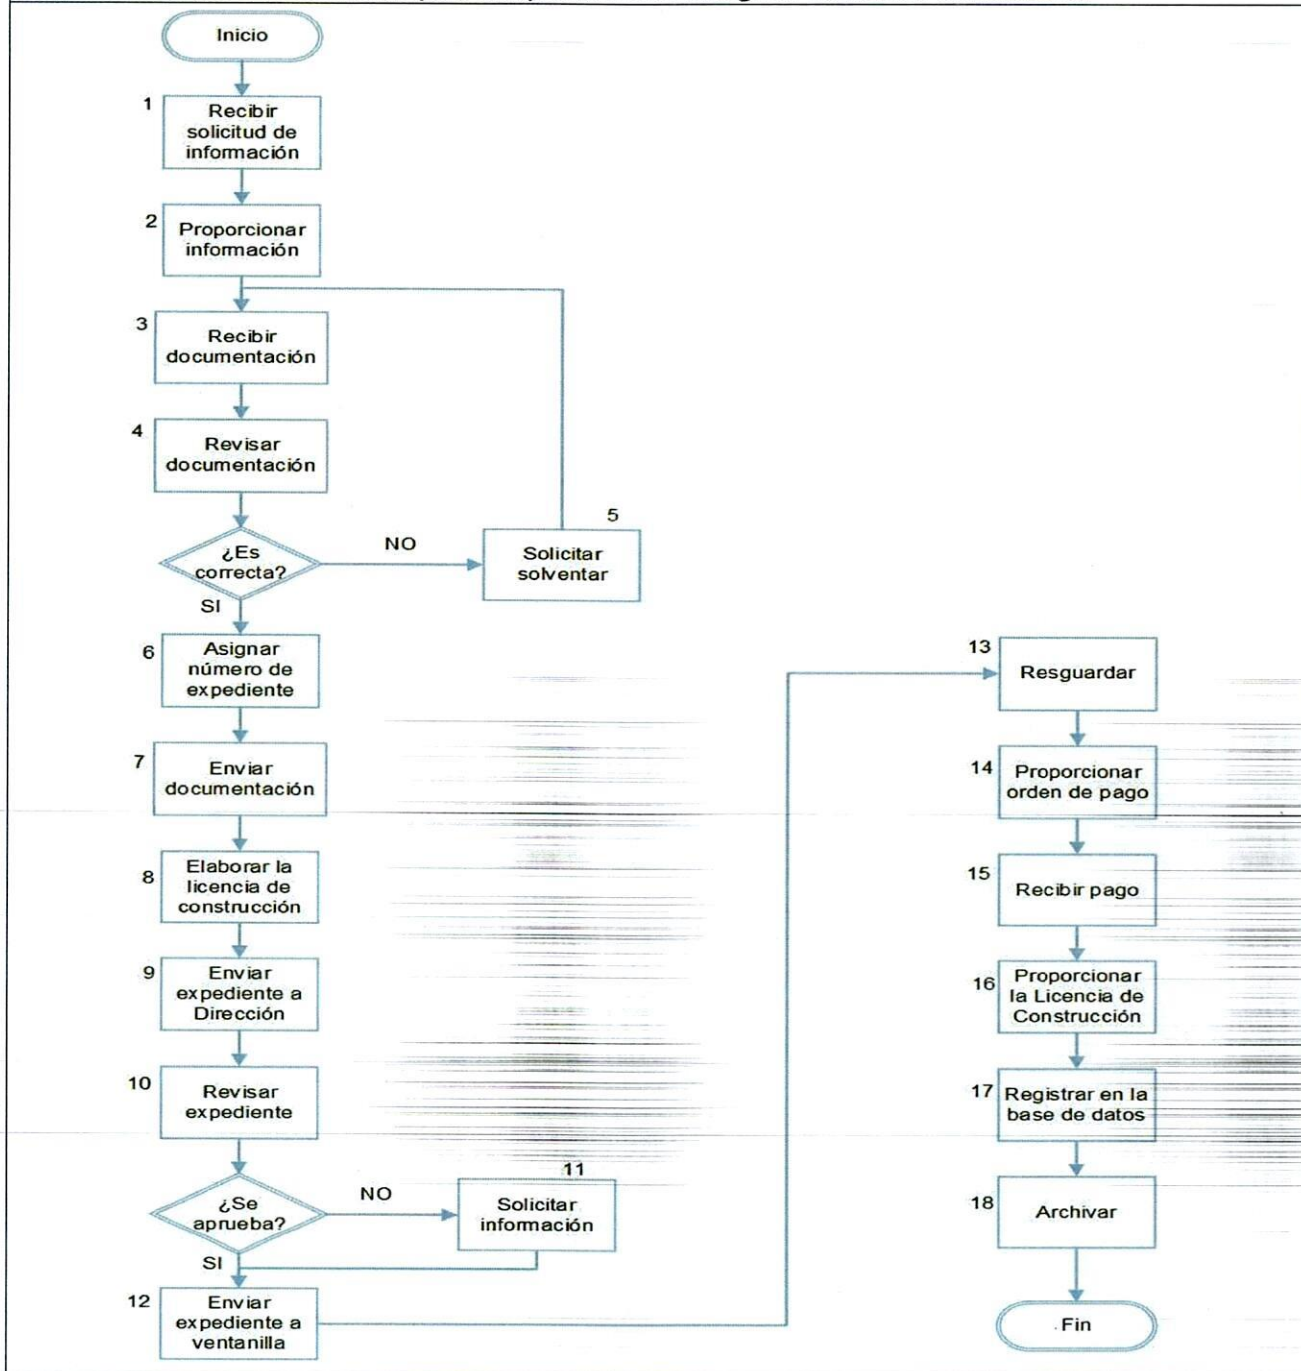 Inicio
1
Recibir
solicitud de
información
2
Proporcionar
información
3
Recibir
documentación
4
Revisar
documentación
¿Es
correcta?
NO
5
Solicitar
solventar
SI
6
Asignar
número de
expediente
7
Enviar
documentación
8
Elaborar la
licencia de
construcción
9
Enviar
expediente a
Dirección
10
Revisar
expediente
¿Se
aprueba?
NO
11
Solicitar
información
SI
12
Enviar
expediente a
ventanilla
13
Resguardar
14
Proporcionar
orden de pago
15
Recibir pago
16
Proporcionar
la Licencia de
Construcción
17
Registrar en la
base de datos
18
Archivar
Fin